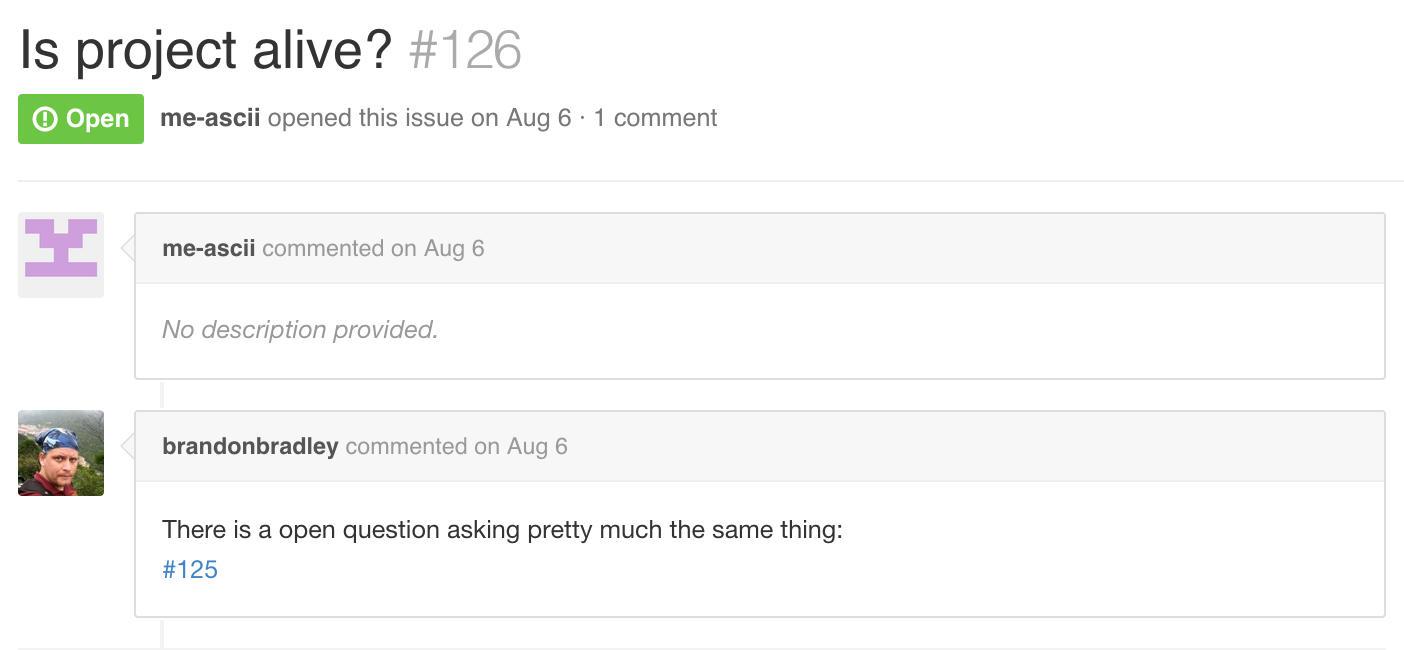 Is project alive? #126
Open me-ascii opened this issue on Aug 6 · 1 comment
me-ascii commented on Aug 6
No description provided.
brandonbradley commented on Aug 6
There is a open question asking pretty much the same thing:
#125